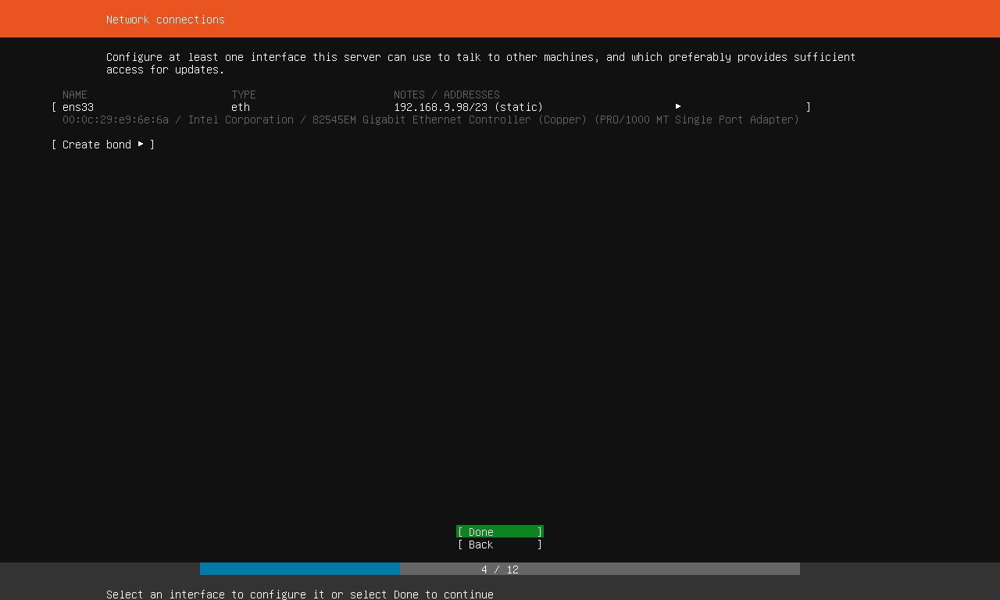 Network connections
Configure at least one interface this server can use to talk to other machines, and which preferably provides sufficient
access for updates.
NAME TYPE NOTES / ADDRESSES
[ ens33 eth 192.168.9.98/23 (static) ▸ ]
00:0c:29:e9:6e:6a / Intel Corporation / 82545EM Gigabit Ethernet Controller (Copper) (PRO/1000 MT Single Port Adapter)
[ Create bond ▸ ]
[ Done ]
[ Back ]
4 / 12
Select an interface to configure it or select Done to continue